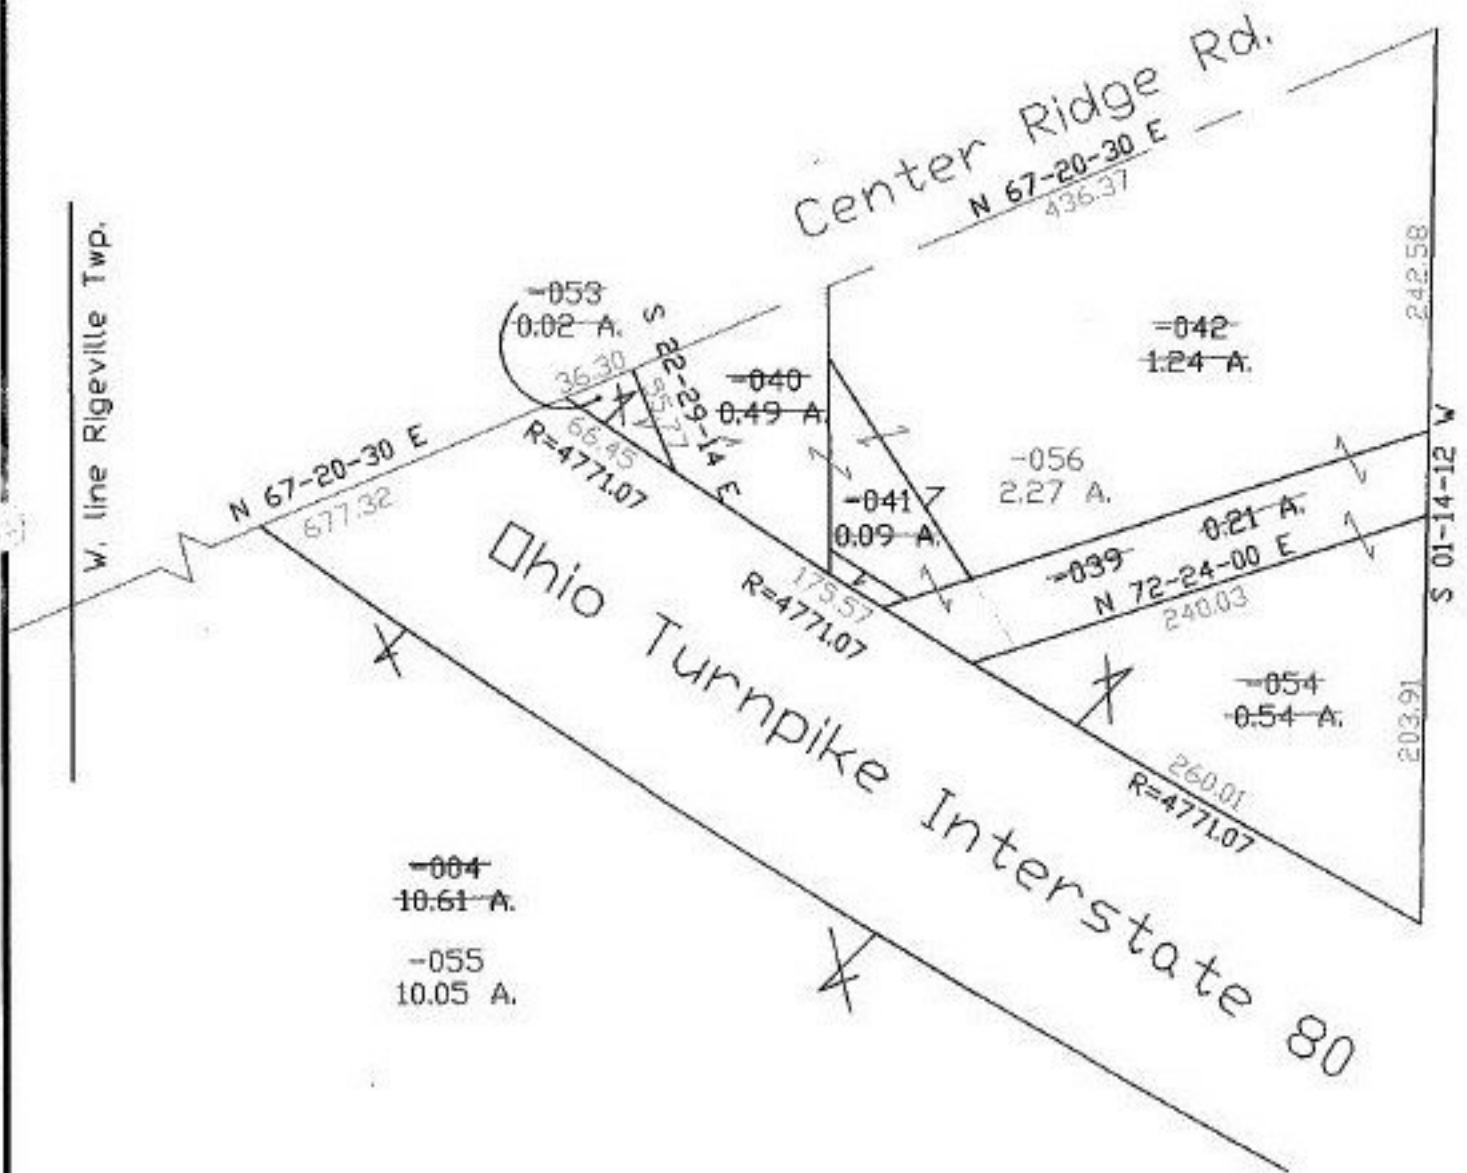 Center Ridge Rd.
N 67-20-30 E
436.37
W. line Rigeville Twp.
-053
0.02 A.
36.30
S 22-29-14 E
95.77
66.45
R=4771.07
-040
0.49 A.
-042
1.24 A.
242.58
N 67-20-30 E
677.32
-056
2.27 A.
-041
0.09 A.
-039
0.21 A.
N 72-24-00 E
240.03
S 01-14-12 W
175.57
R=4771.07
Ohio Turnpike Interstate 80
-054
0.54 A.
203.91
260.01
R=4771.07
-004
10.61 A.
-055
10.05 A.